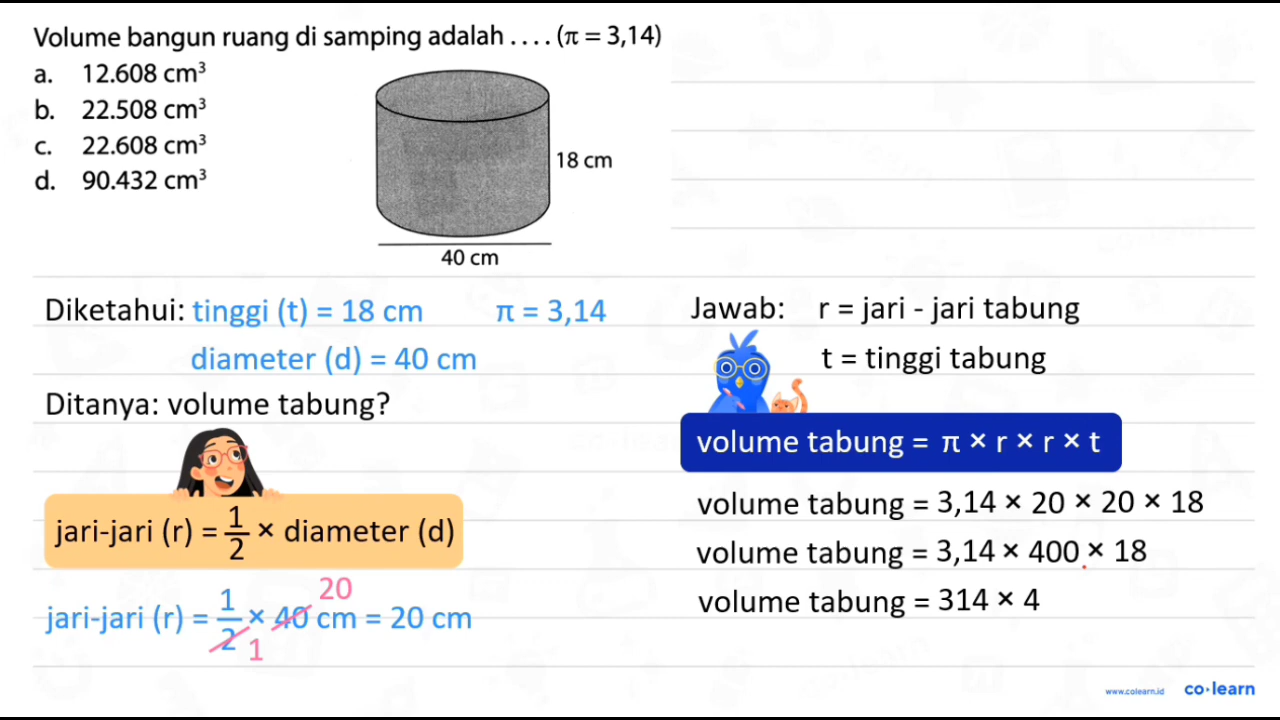 Volume bangun ruang di samping adalah . . . . (π = 3,14)
a. 12.608 cm³
b. 22.508 cm³
c. 22.608 cm³
d. 90.432 cm³
18 cm
40 cm
Diketahui: tinggi (t) = 18 cm π = 3,14
diameter (d) = 40 cm
Ditanya: volume tabung?
jari-jari (r) = 1/2 × diameter (d)
jari-jari (r) = 1/2 × 40 cm = 20 cm
20
1
Jawab: r = jari - jari tabung
t = tinggi tabung
volume tabung = π × r × r × t
volume tabung = 3,14 × 20 × 20 × 18
volume tabung = 3,14 × 400 × 18
volume tabung = 314 × 4
www.colearn.id co·learn